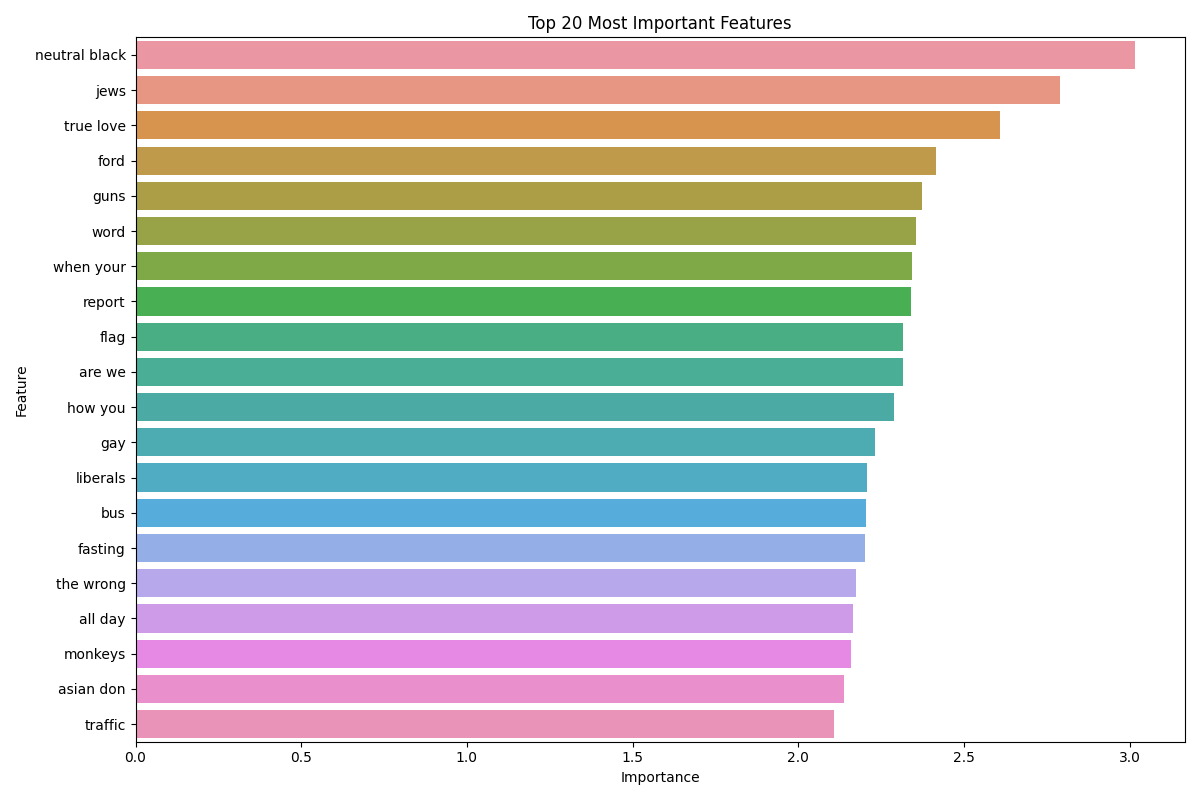 Top 20 Most Important Features
neutral black
jews
true love
ford
guns
word
when your
report
flag
are we
how you
gay
liberals
bus
fasting
the wrong
all day
monkeys
asian don
traffic
Feature
0.0 0.5 1.0 1.5 2.0 2.5 3.0
Importance